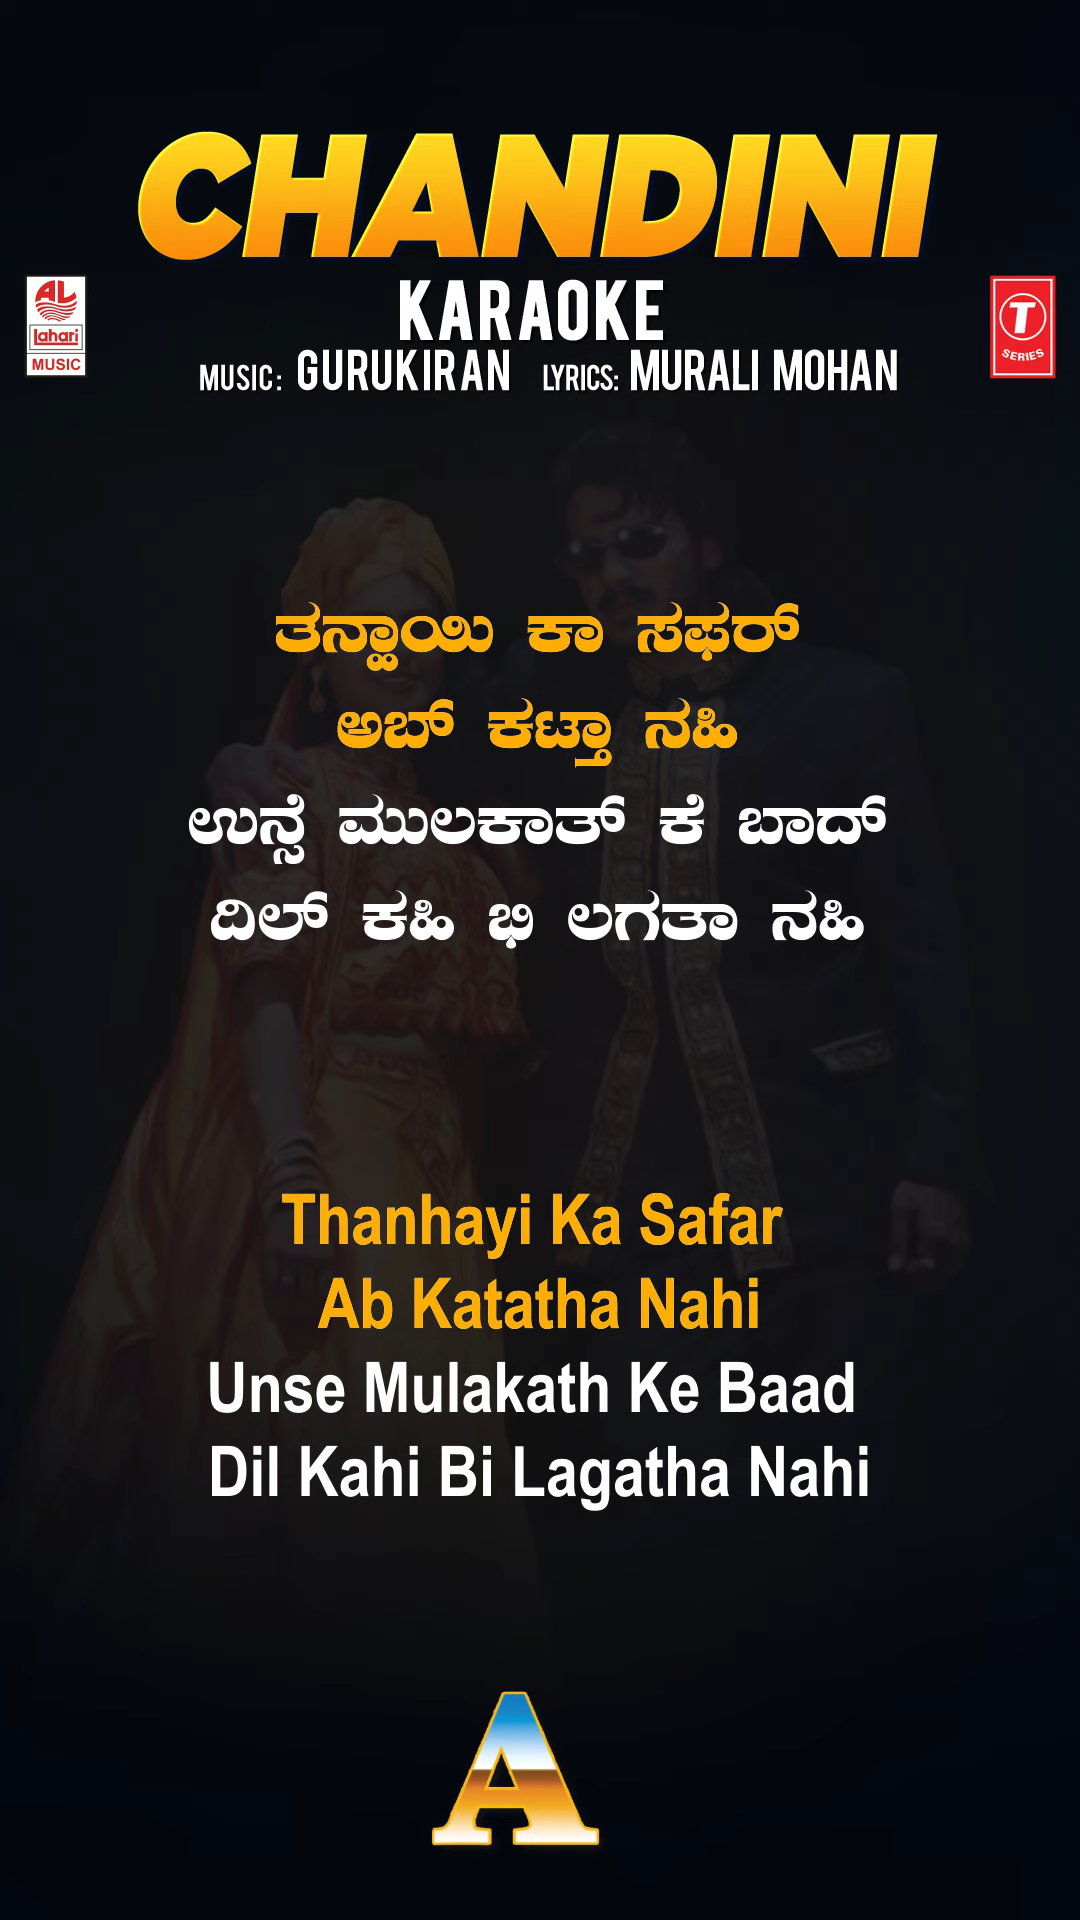 CHANDINI
KARAOKE
AL
lahari
MUSIC
T
SERIES
MUSIC: GURUKIRAN LYRICS: MURALI MOHAN
ತನ್ಹಾಯಿ ಕಾ ಸಫರ್
ಅಬ್ ಕಟ್ತಾ ನಹಿ
ಉನ್ಸೆ ಮುಲಕಾತ್ ಕೆ ಬಾದ್
ದಿಲ್ ಕಹಿ ಭಿ ಲಗತಾ ನಹಿ
Thanhayi Ka Safar
Ab Katatha Nahi
Unse Mulakath Ke Baad
Dil Kahi Bi Lagatha Nahi
A